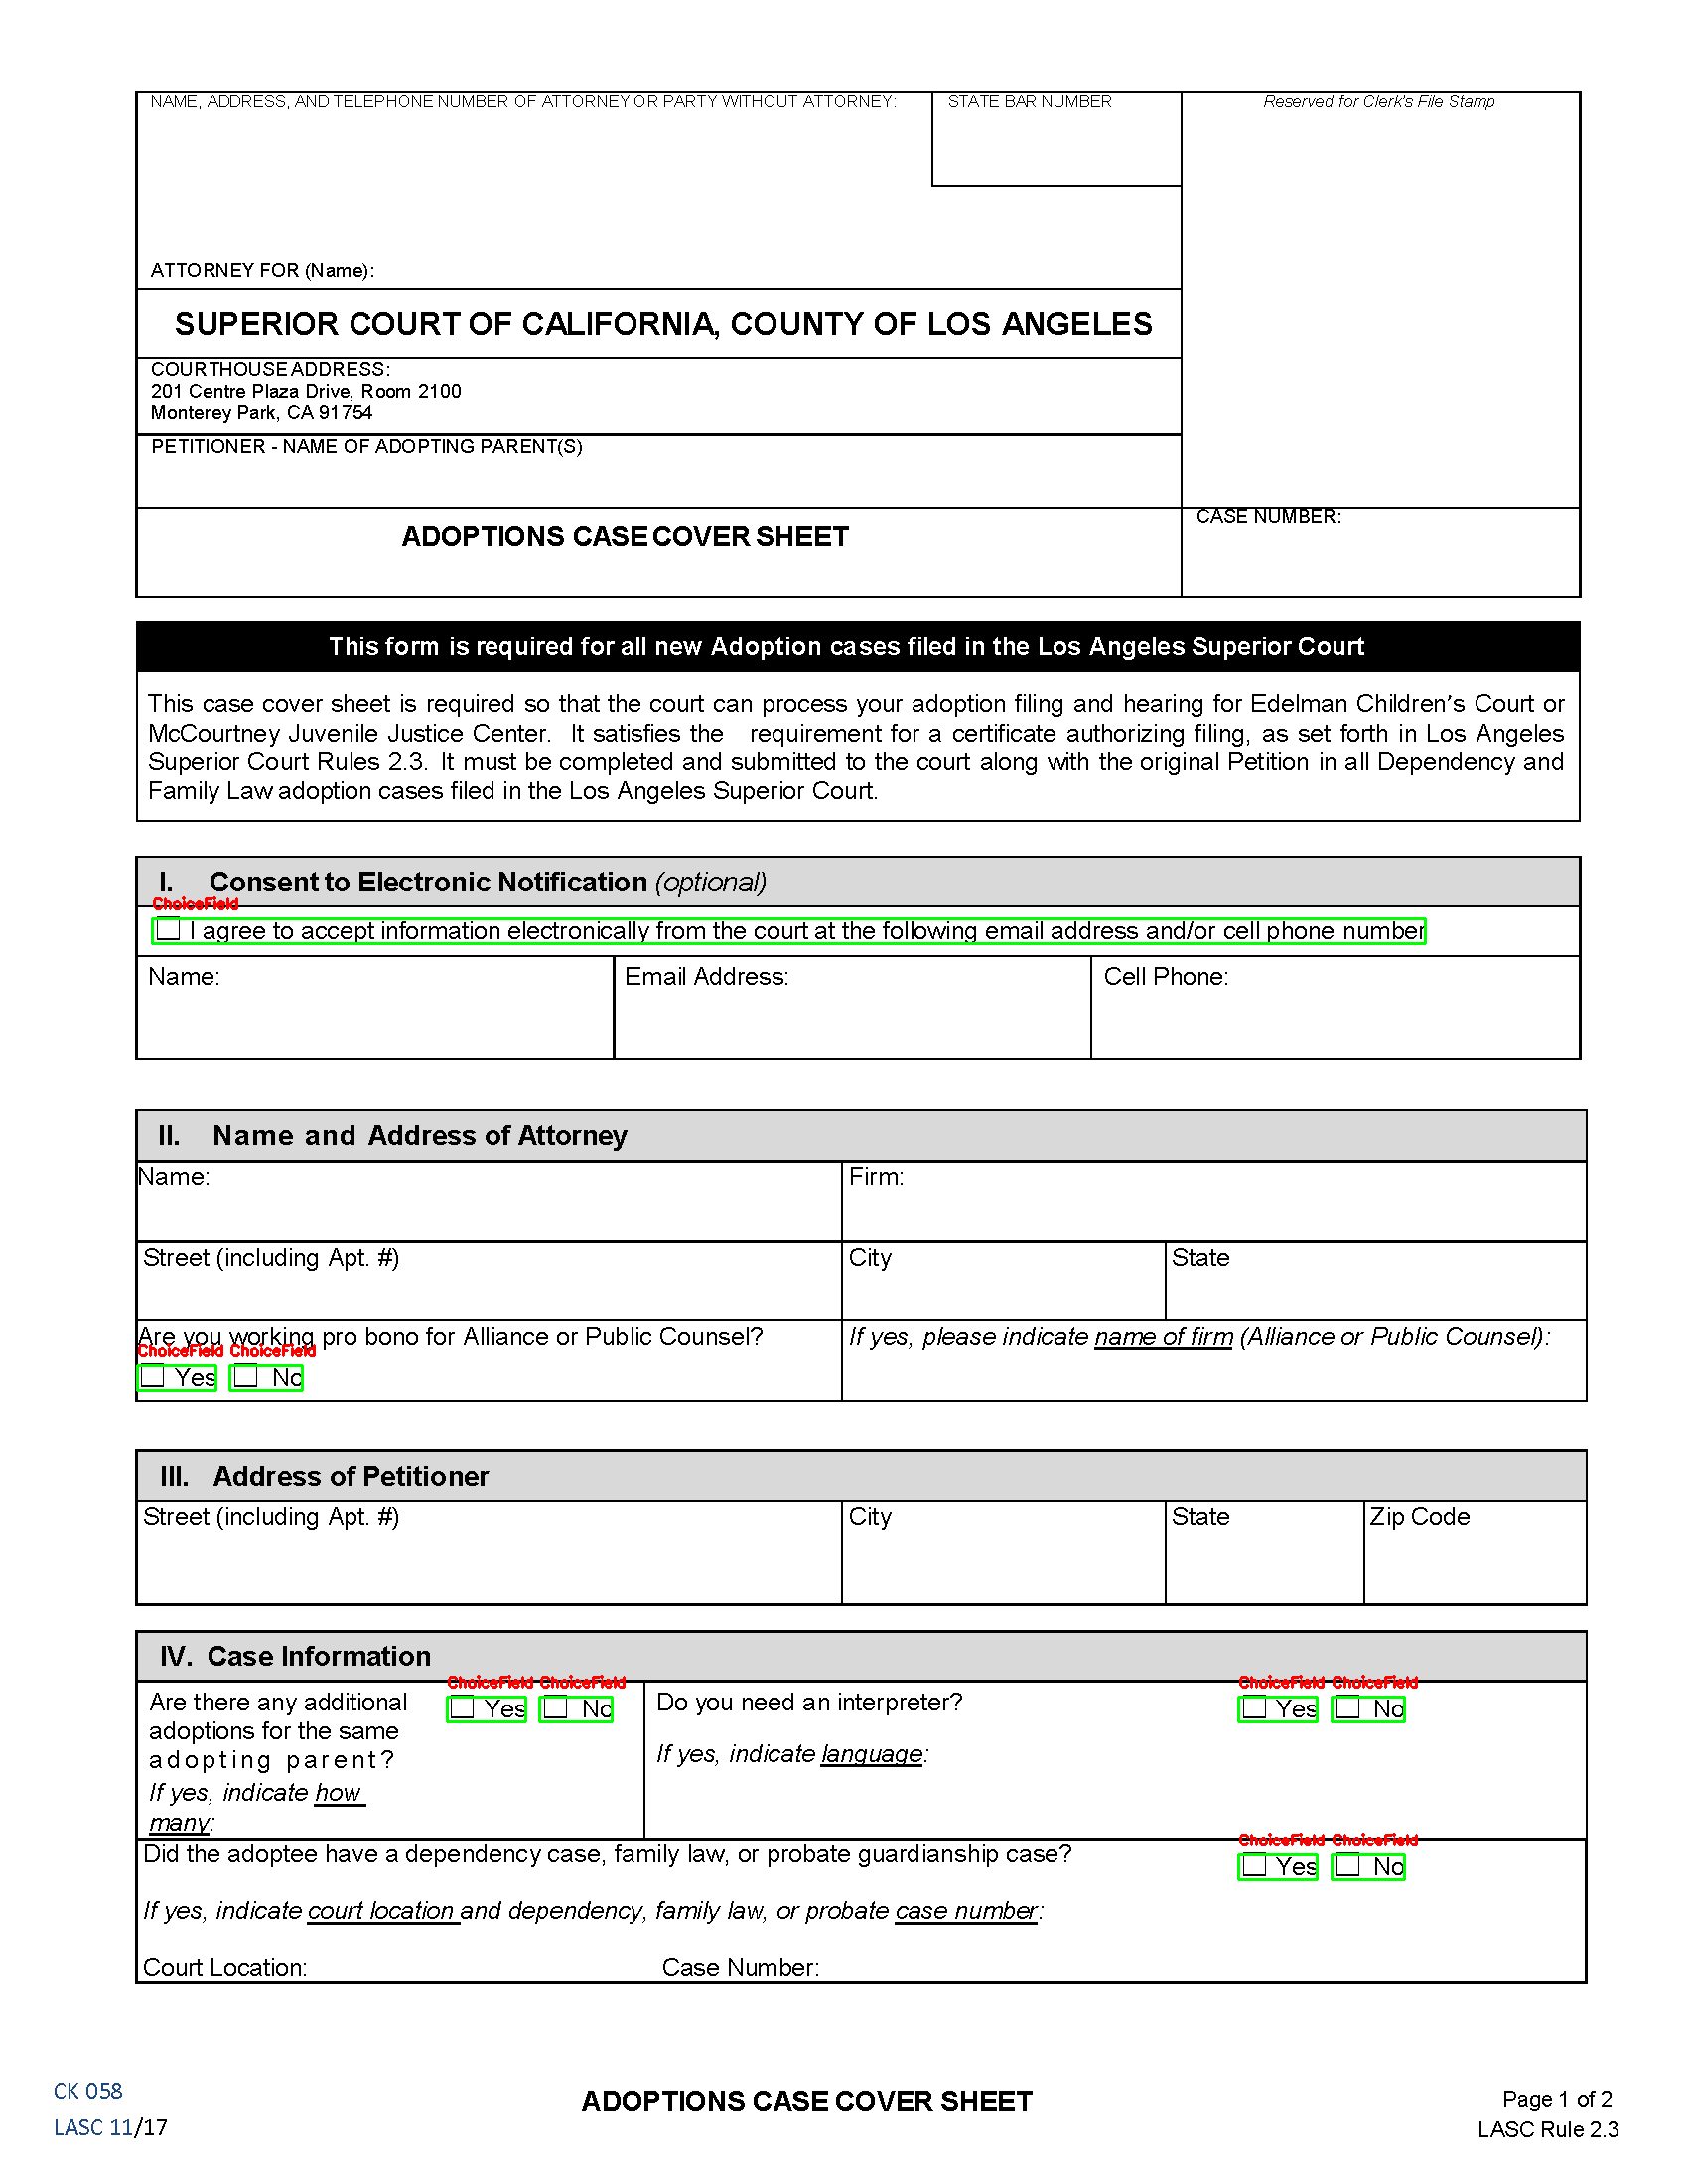 NAME, ADDRESS, AND TELEPHONE NUMBER OF ATTORNEY OR PARTY WITHOUT ATTORNEY:
STATE BAR NUMBER
Reserved for Clerk's File Stamp
ATTORNEY FOR (Name):
SUPERIOR COURT OF CALIFORNIA, COUNTY OF LOS ANGELES
COURTHOUSE ADDRESS:
201 Centre Plaza Drive, Room 2100
Monterey Park, CA 91754
PETITIONER - NAME OF ADOPTING PARENT(S)
ADOPTIONS CASE COVER SHEET
CASE NUMBER:
This form is required for all new Adoption cases filed in the Los Angeles Superior Court
This case cover sheet is required so that the court can process your adoption filing and hearing for Edelman Children's Court or
McCourtney Juvenile Justice Center. It satisfies the requirement for a certificate authorizing filing, as set forth in Los Angeles
Superior Court Rules 2.3. It must be completed and submitted to the court along with the original Petition in all Dependency and
Family Law adoption cases filed in the Los Angeles Superior Court.
I. Consent to Electronic Notification (optional)
ChoiceField
I agree to accept information electronically from the court at the following email address and/or cell phone number
Name:
Email Address:
Cell Phone:
II. Name and Address of Attorney
Name:
Firm:
Street (including Apt. #)
City
State
Are you working pro bono for Alliance or Public Counsel?
If yes, please indicate name of firm (Alliance or Public Counsel):
ChoiceField ChoiceField
Yes No
III. Address of Petitioner
Street (including Apt. #)
City
State
Zip Code
IV. Case Information
ChoiceField ChoiceField
Are there any additional
adoptions for the same
adopting parent?
If yes, indicate how
many:
Yes No
Do you need an interpreter?
If yes, indicate language:
ChoiceField ChoiceField
Yes No
Did the adoptee have a dependency case, family law, or probate guardianship case?
ChoiceField ChoiceField
Yes No
If yes, indicate court location and dependency, family law, or probate case number:
Court Location:
Case Number:
CK 058
LASC 11/17
ADOPTIONS CASE COVER SHEET
Page 1 of 2
LASC Rule 2.3